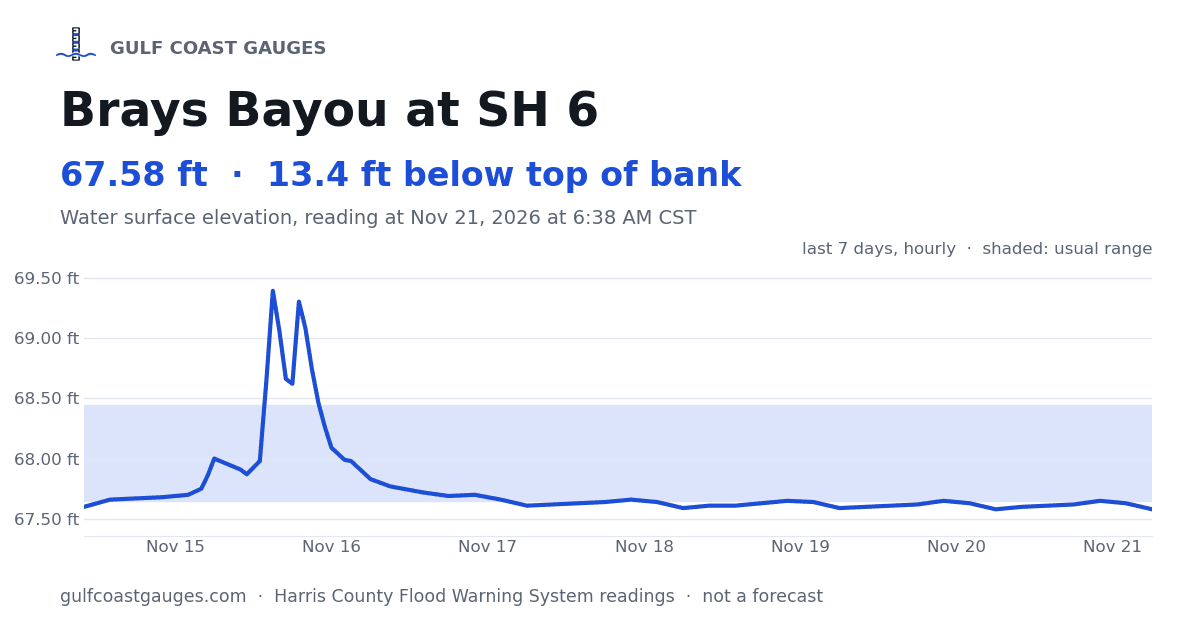 GULF COAST GAUGES
Brays Bayou at SH 6
67.58 ft · 13.4 ft below top of bank
Water surface elevation, reading at Nov 21, 2026 at 6:38 AM CST
last 7 days, hourly · shaded: usual range
69.50 ft
69.00 ft
68.50 ft
68.00 ft
67.50 ft
Nov 15 Nov 16 Nov 17 Nov 18 Nov 19 Nov 20 Nov 21
gulfcoastgauges.com · Harris County Flood Warning System readings · not a forecast